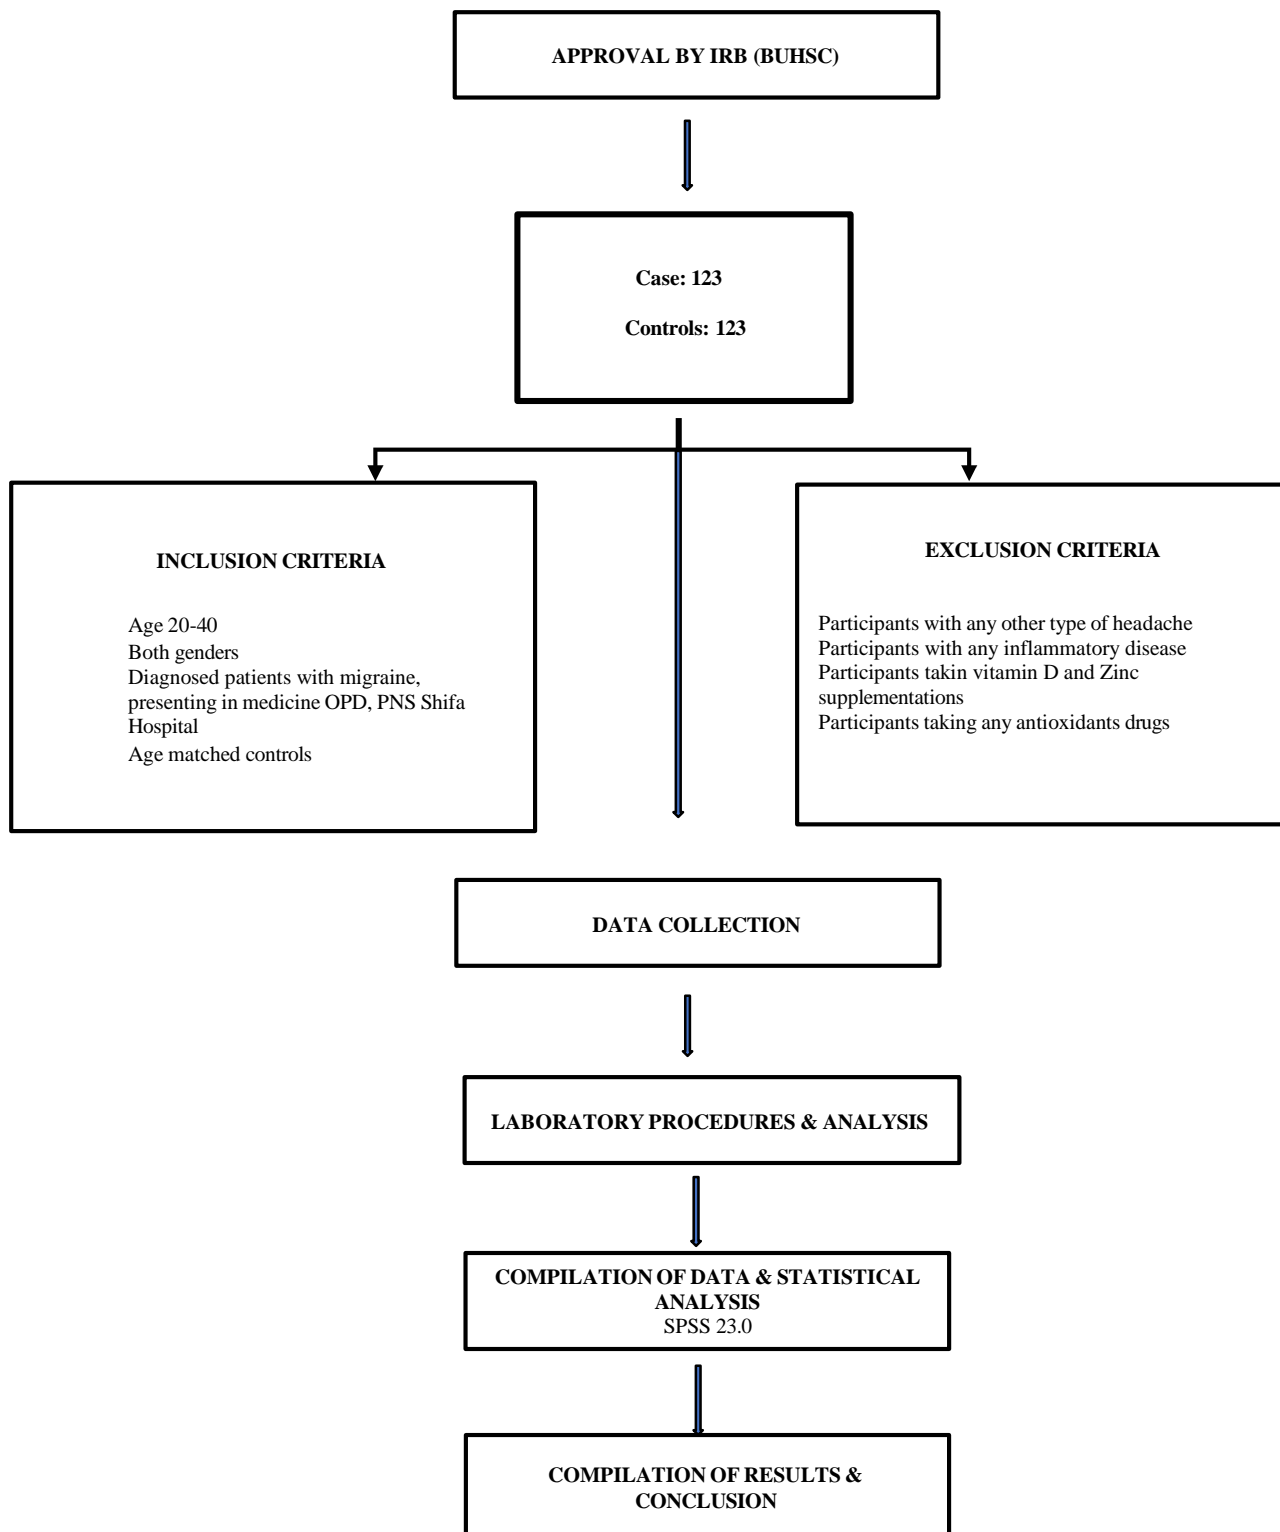 APPROVAL BY IRB (BUHSC)
Case: 123
Controls: 123
INCLUSION CRITERIA
Age 20-40
Both genders
Diagnosed patients with migraine,
presenting in medicine OPD, PNS Shifa
Hospital
Age matched controls
EXCLUSION CRITERIA
Participants with any other type of headache
Participants with any inflammatory disease
Participants takin vitamin D and Zinc
supplementations
Participants taking any antioxidants drugs
DATA COLLECTION
LABORATORY PROCEDURES & ANALYSIS
COMPILATION OF DATA & STATISTICAL
ANALYSIS
SPSS 23.0
COMPILATION OF RESULTS &
CONCLUSION